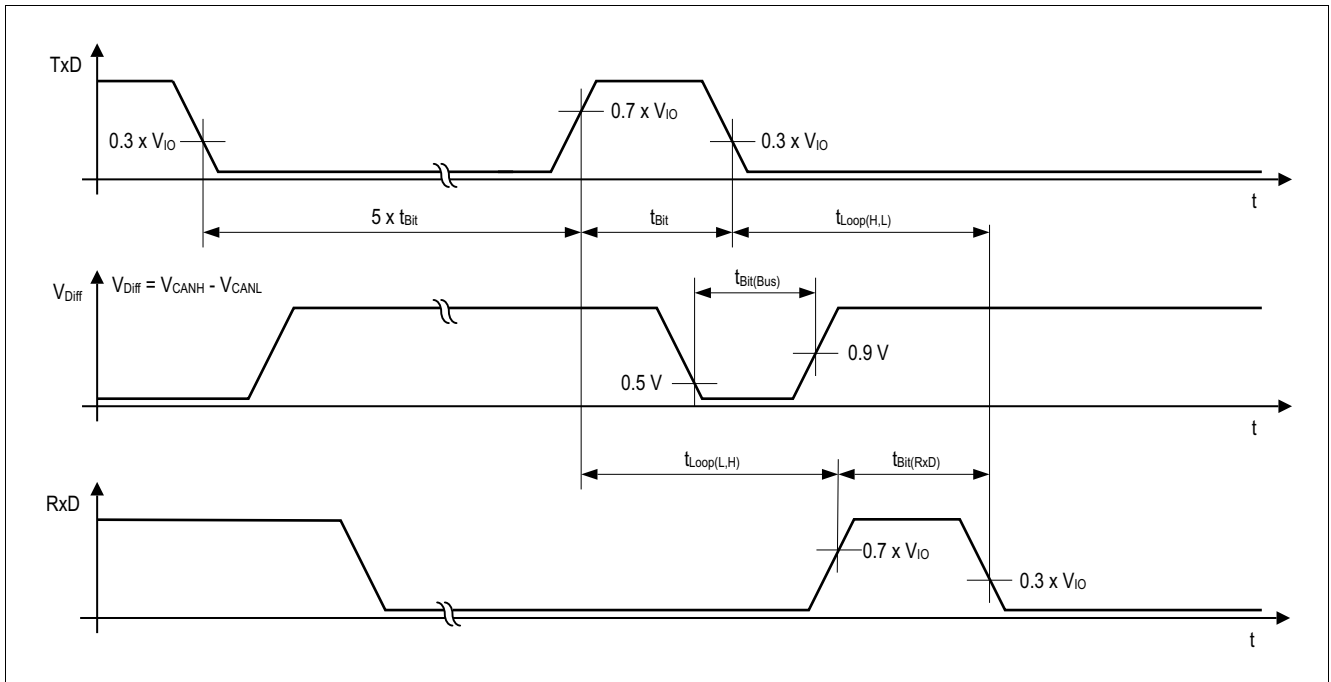 TxD
0.7 x VIO
0.3 x VIO
0.3 x VIO
t
5 x tBit
tBit
tLoop(H,L)
VDiff
VDiff = VCANH - VCANL
tBit(Bus)
0.9 V
0.5 V
t
tLoop(L,H)
tBit(RxD)
RxD
0.7 x VIO
0.3 x VIO
t